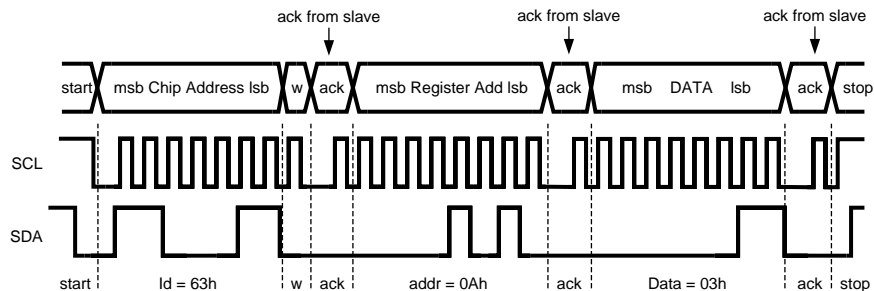 ack from slave ack from slave ack from slave
start msb Chip Address lsb w ack msb Register Add lsb ack msb DATA lsb ack stop
SCL
SDA
start Id = 63h w ack addr = 0Ah ack Data = 03h ack stop